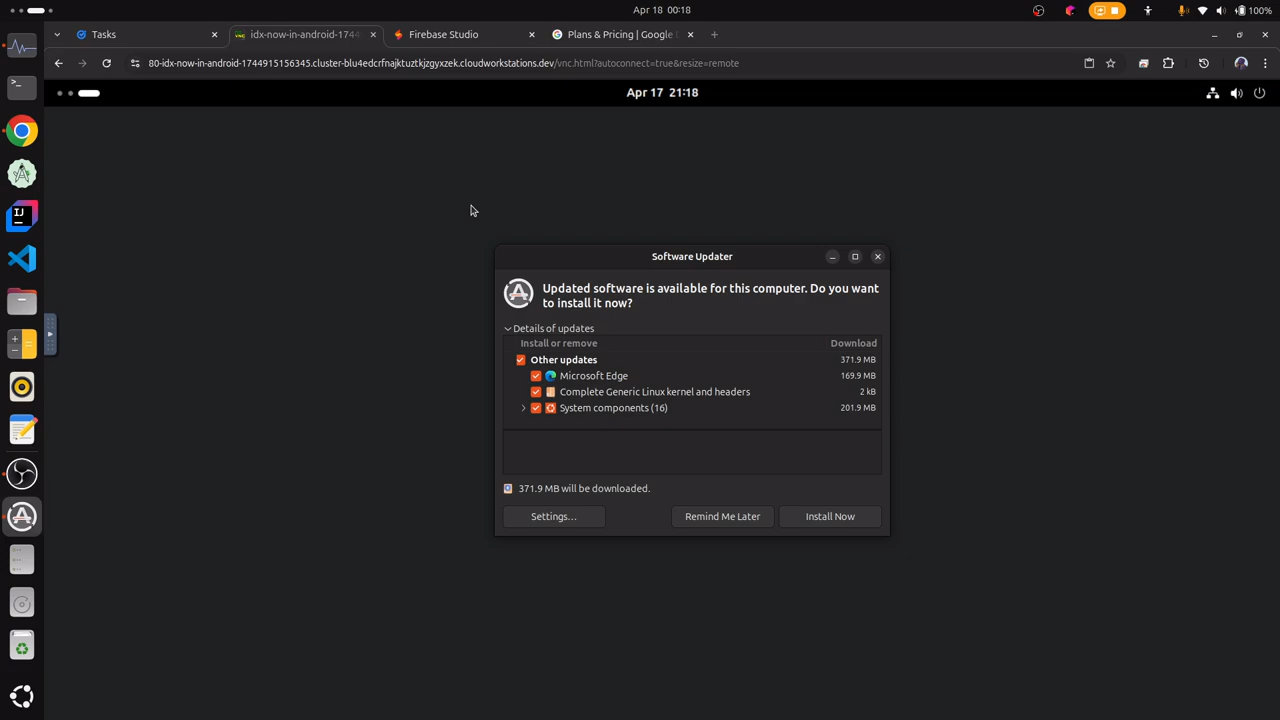 Apr 18 00:18
100%
Tasks
idx-now-in-android-1744
Firebase Studio
Plans & Pricing | Google
80-idx-now-in-android-1744915156345.cluster-blu4edcrfnajktuztkjzgyxzek.cloudworkstations.dev/vnc.html?autoconnect=true&resize=remote
Apr 17 21:18
Software Updater
Updated software is available for this computer. Do you want
to install it now?
Details of updates
Install or remove Download
Other updates 371.9 MB
Microsoft Edge 169.9 MB
Complete Generic Linux kernel and headers 2 kB
System components (16) 201.9 MB
371.9 MB will be downloaded.
Settings… Remind Me Later Install Now